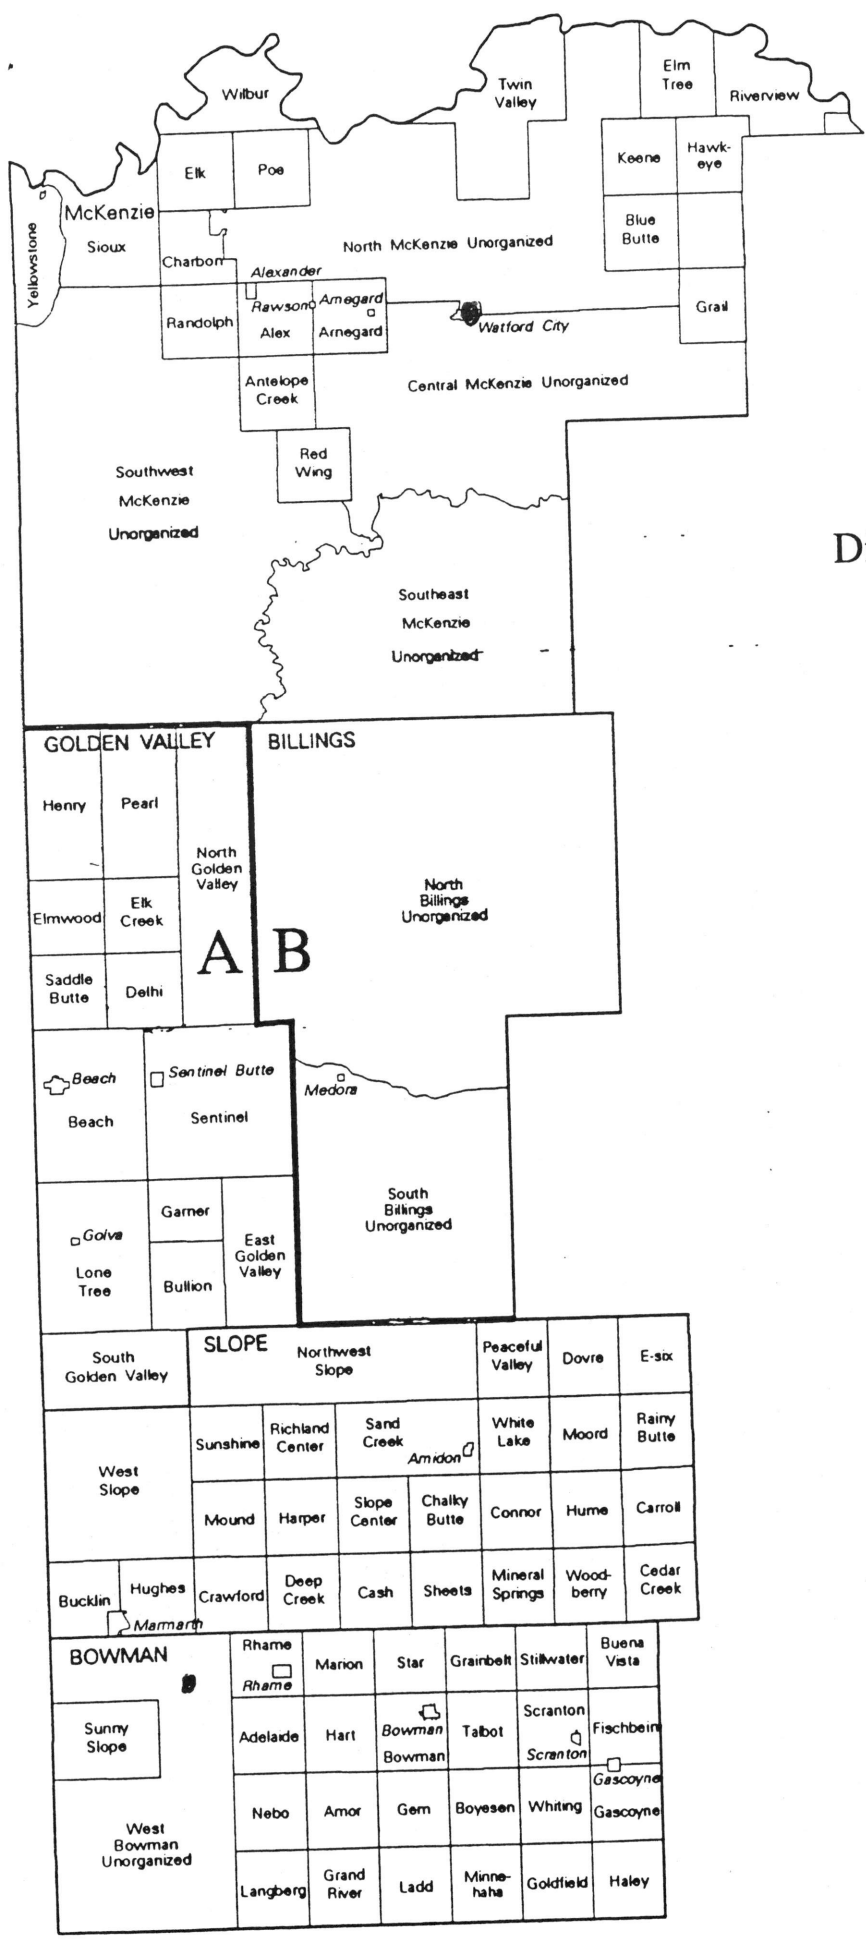 Wilbur
Twin
Valley
Elm
Tree
Riverview
Elk
Poe
Keene
Hawk-
eye
McKenzie
Sioux
Yellowstone
Charbon
North McKenzie Unorganized
Blue
Butte
Alexander
Randolph
Rawson
Alex
Arnegard
Arnegard
Watford City
Grail
Antelope
Creek
Central McKenzie Unorganized
Red
Wing
Southwest
McKenzie
Unorganized
D
Southeast
McKenzie
Unorganized
GOLDEN VALLEY
BILLINGS
Henry
Pearl
North
Golden
Valley
North
Billings
Unorganized
Elmwood
Elk
Creek
A
B
Saddle
Butte
Delhi
Beach
Beach
Sentinel Butte
Sentinel
Medora
South
Billings
Unorganized
Golva
Lone
Tree
Garner
Bullion
East
Golden
Valley
South
Golden Valley
SLOPE
Northwest
Slope
Peaceful
Valley
Dovre
E-six
West
Slope
Sunshine
Richland
Center
Sand
Creek
Amidon
White
Lake
Moord
Rainy
Butte
Mound
Harper
Slope
Center
Chalky
Butte
Connor
Hume
Carroll
Bucklin
Hughes
Marmarth
Crawford
Deep
Creek
Cash
Sheets
Mineral
Springs
Wood-
berry
Cedar
Creek
BOWMAN
Rhame
Rhame
Marion
Star
Grainbelt
Stillwater
Buena
Vista
Sunny
Slope
Adelaide
Hart
Bowman
Bowman
Talbot
Scranton
Scranton
Fischbein
West
Bowman
Unorganized
Nebo
Amor
Gem
Boyesen
Whiting
Gascoyne
Gascoyne
Langberg
Grand
River
Ladd
Minne-
haha
Goldfield
Haley